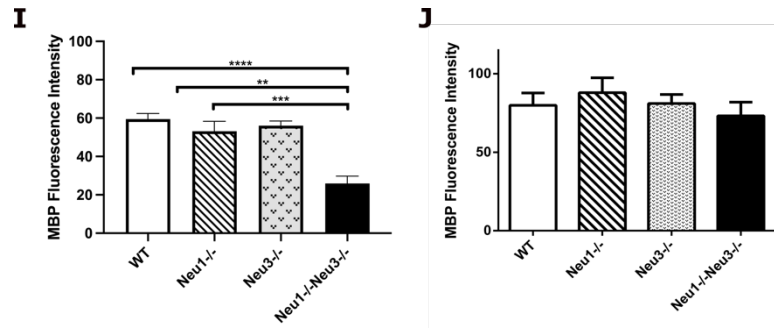 I
MBP Fluorescence Intensity
100
80
60
40
20
0
****
**
***
WT
Neu1-/-
Neu3-/-
Neu1-/-Neu3-/-
J
MBP Fluorescence Intensity
100
50
0
WT
Neu1-/-
Neu3-/-
Neu1-/-Neu3-/-